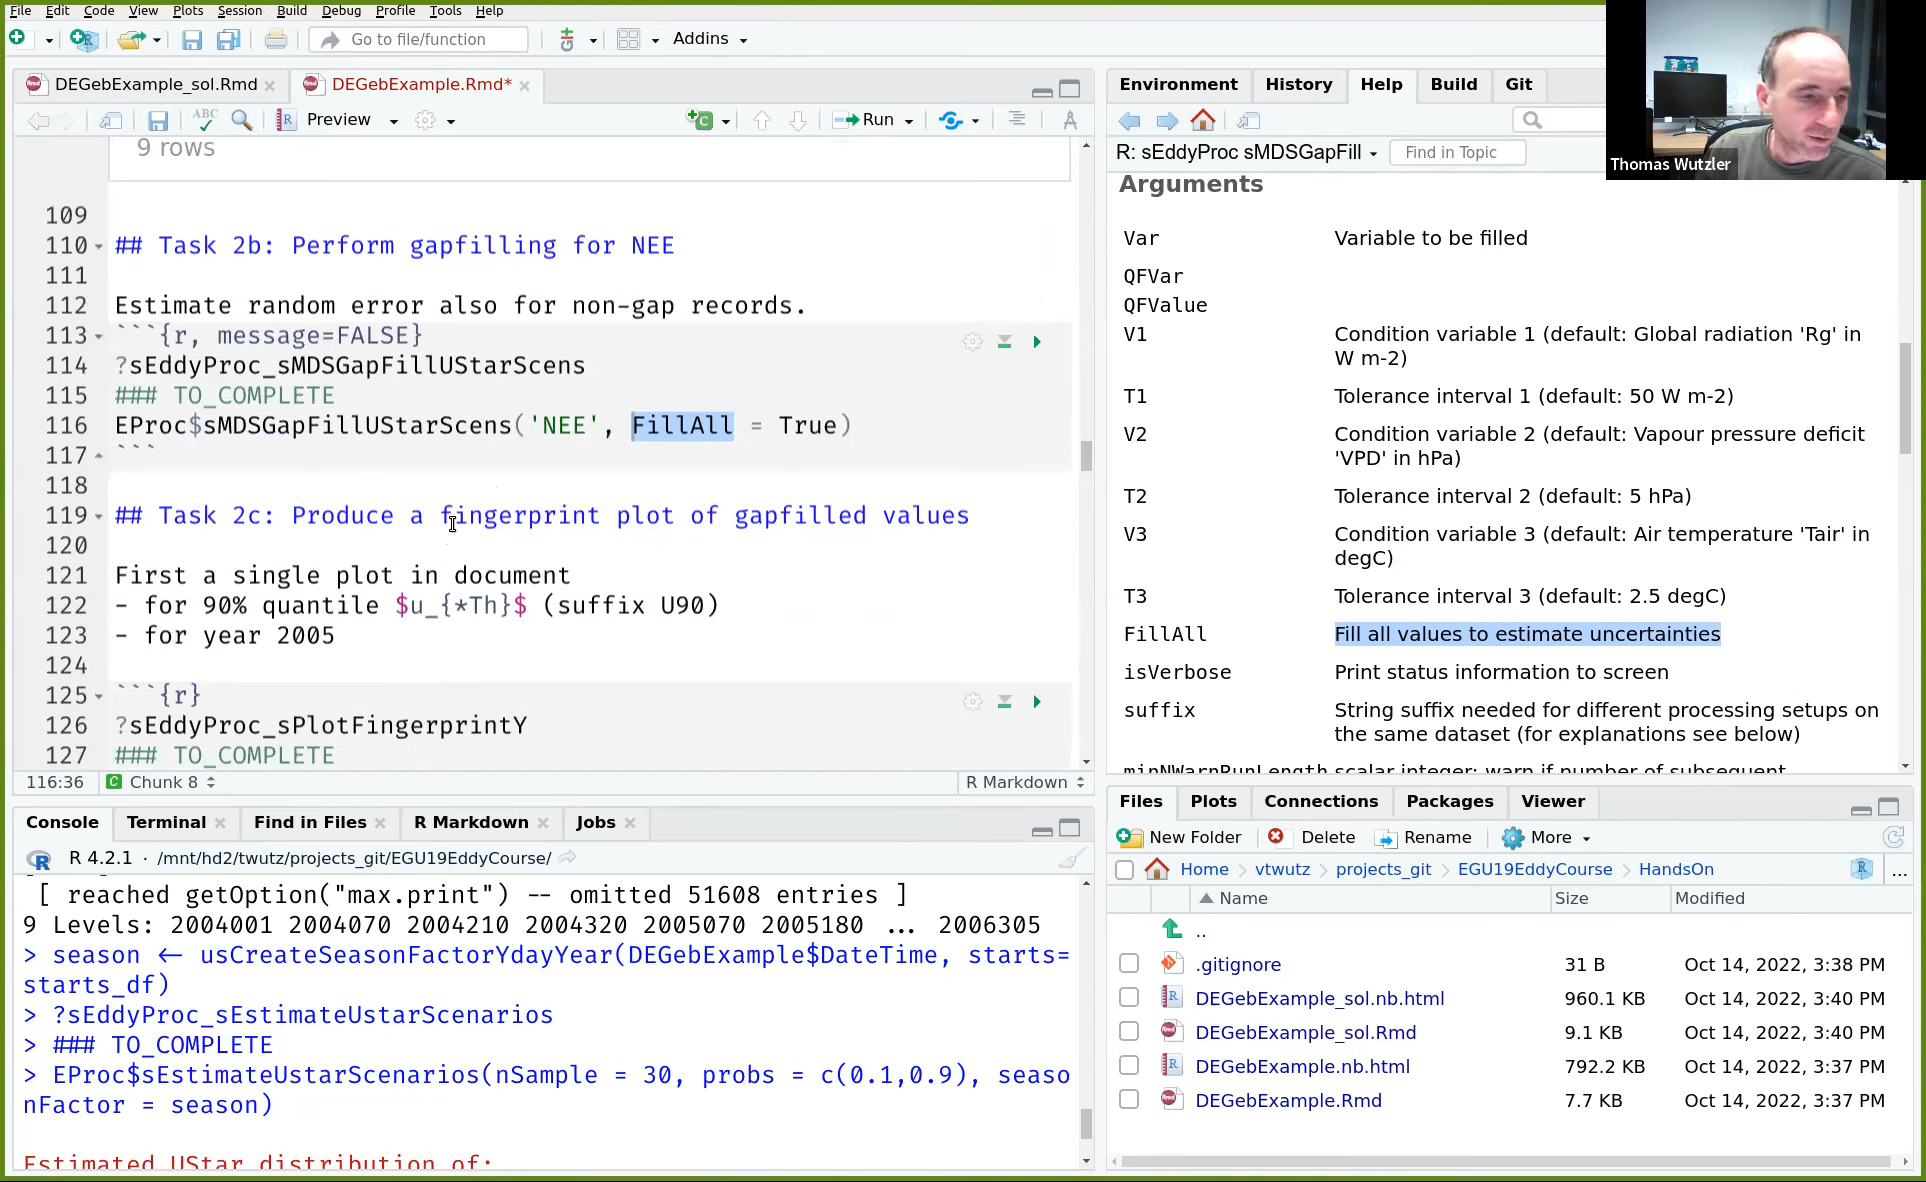 File Edit Code View Plots Session Build Debug Profile Tools Help
Go to file/function
Addins
DEGebExample_sol.Rmd
DEGebExample.Rmd*
ABC
Preview
Run
9 rows
109
110 ## Task 2b: Perform gapfilling for NEE
111
112 Estimate random error also for non-gap records.
113 ```{r, message=FALSE}
114 ?sEddyProc_sMDSGapFillUStarScens
115 ### TO_COMPLETE
116 EProc$sMDSGapFillUStarScens('NEE', FillAll = True)
117 ```
118
119 ## Task 2c: Produce a fingerprint plot of gapfilled values
120
121 First a single plot in document
122 - for 90% quantile $u_{*Th}$ (suffix U90)
123 - for year 2005
124
125 ```{r}
126 ?sEddyProc_sPlotFingerprintY
127 ### TO_COMPLETE
116:36 Chunk 8 R Markdown
Console Terminal Find in Files R Markdown Jobs
R 4.2.1 · /mnt/hd2/twutz/projects_git/EGU19EddyCourse/
[ reached getOption("max.print") -- omitted 51608 entries ]
9 Levels: 2004001 2004070 2004210 2004320 2005070 2005180 ... 2006305
> season <- usCreateSeasonFactorYdayYear(DEGebExample$DateTime, starts=
starts_df)
> ?sEddyProc_sEstimateUstarScenarios
> ### TO_COMPLETE
> EProc$sEstimateUstarScenarios(nSample = 30, probs = c(0.1,0.9), seaso
nFactor = season)
Estimated UStar distribution of:
Environment History Help Build Git
R: sEddyProc sMDSGapFill
Find in Topic
Thomas Wutzler
Arguments
Var Variable to be filled
QFVar
QFValue
V1 Condition variable 1 (default: Global radiation 'Rg' in
W m-2)
T1 Tolerance interval 1 (default: 50 W m-2)
V2 Condition variable 2 (default: Vapour pressure deficit
'VPD' in hPa)
T2 Tolerance interval 2 (default: 5 hPa)
V3 Condition variable 3 (default: Air temperature 'Tair' in
degC)
T3 Tolerance interval 3 (default: 2.5 degC)
FillAll Fill all values to estimate uncertainties
isVerbose Print status information to screen
suffix String suffix needed for different processing setups on
the same dataset (for explanations see below)
minNWarnRunLength scalar integer: warn if number of subsequent
Files Plots Connections Packages Viewer
New Folder Delete Rename More
Home vtwutz projects_git EGU19EddyCourse HandsOn ...
Name Size Modified
..
.gitignore 31 B Oct 14, 2022, 3:38 PM
DEGebExample_sol.nb.html 960.1 KB Oct 14, 2022, 3:40 PM
DEGebExample_sol.Rmd 9.1 KB Oct 14, 2022, 3:40 PM
DEGebExample.nb.html 792.2 KB Oct 14, 2022, 3:37 PM
DEGebExample.Rmd 7.7 KB Oct 14, 2022, 3:37 PM